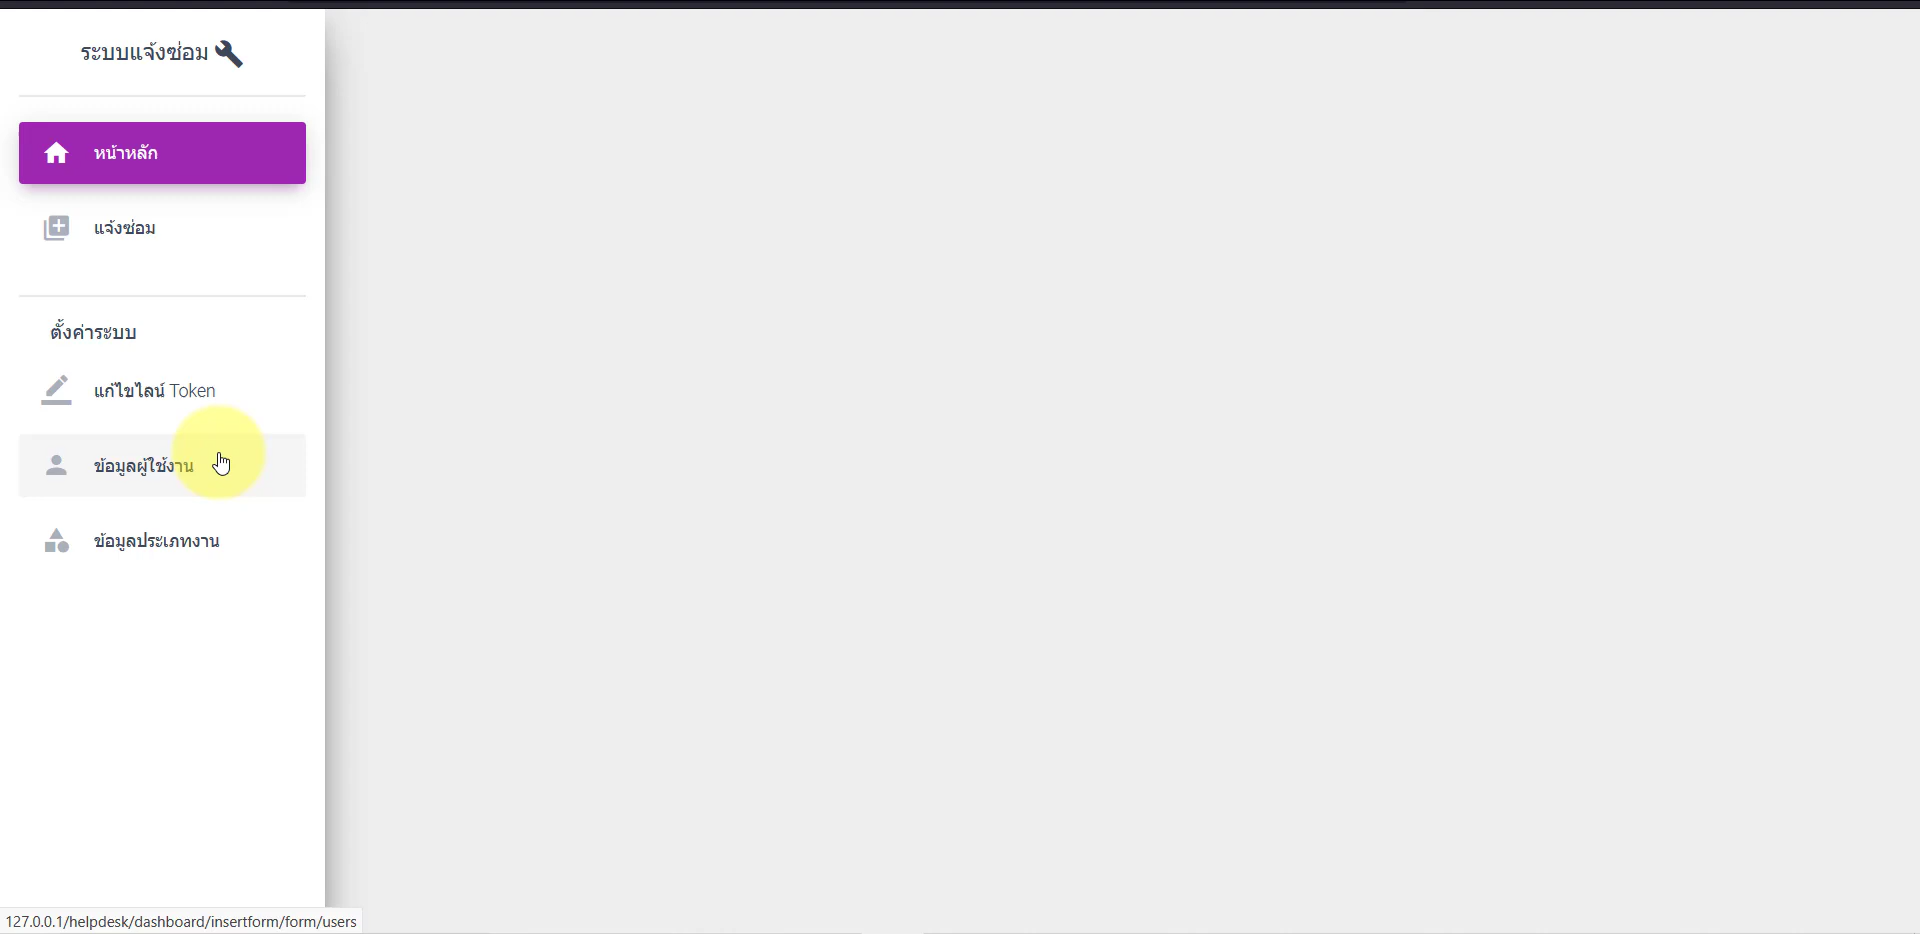 ระบบแจ้งซ่อม
หน้าหลัก
แจ้งซ่อม
ตั้งค่าระบบ
แก้ไขไลน์ Token
ข้อมูลผู้ใช้งาน
ข้อมูลประเภทงาน
127.0.0.1/helpdesk/dashboard/insertform/form/users